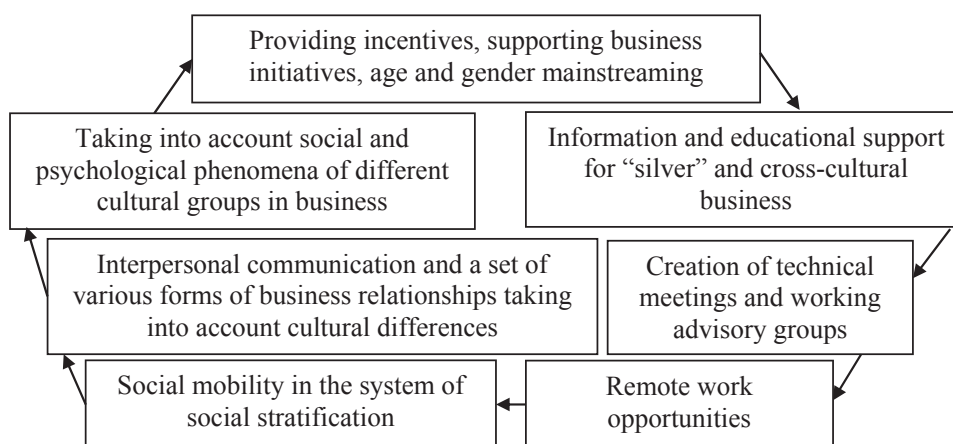 Providing incentives, supporting business
initiatives, age and gender mainstreaming
Taking into account social and
psychological phenomena of different
cultural groups in business
Information and educational support
for “silver” and cross-cultural
business
Interpersonal communication and a set of
various forms of business relationships taking
into account cultural differences
Creation of technical
meetings and working
advisory groups
Social mobility in the system of
social stratification
Remote work
opportunities